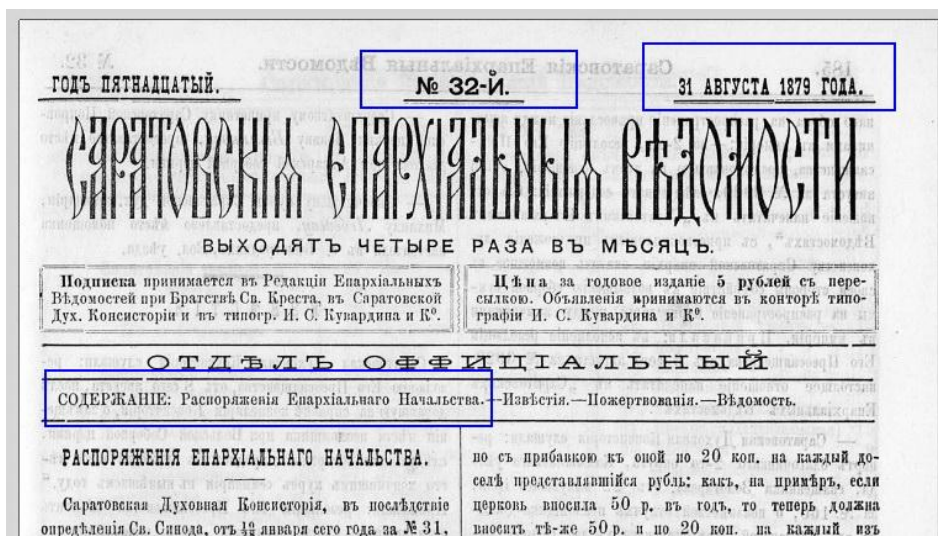 ГОДЪ ПЯТНАДЦАТЫЙ.
№ 32-Й.
31 АВГУСТА 1879 ГОДА.
САРАТОВСКІЯ ЕПАРХІАЛЬНЫЯ ВѢДОМОСТИ
ВЫХОДЯТЪ ЧЕТЫРЕ РАЗА ВЪ МѢСЯЦЪ.
Подписка принимается въ Редакціи Епархіальныхъ
Вѣдомостей при Братствѣ Св. Креста, въ Саратовской
Дух. Консисторіи и въ типогр. И. С. Кувардина и Кº.
Цѣна за годовое изданіе 5 рублей съ пере-
сылкою. Объявленія принимаются въ конторѣ типо-
графіи И. С. Кувардина и Кº.
ОТДѢЛЪ ОФФИЦІАЛЬНЫЙ
СОДЕРЖАНІЕ: Распоряженія Епархіальнаго Начальства.—Извѣстія.—Пожертвованія.—Вѣдомость.
РАСПОРЯЖЕНІЯ ЕПАРХІАЛЬНАГО НАЧАЛЬСТВА.
Саратовская Духовная Консисторія, въ послѣдствіе
опредѣленія Св. Синода, отъ января сего года за № 31,
но съ прибавкою къ оной по 20 коп. на каждый до-
селѣ представлявшійся рубль: какъ, на примѣръ, если
церковь вносила 50 р. въ годъ, то теперь должна
вносить тѣ-же 50 р. и по 20 коп. на каждый изъ